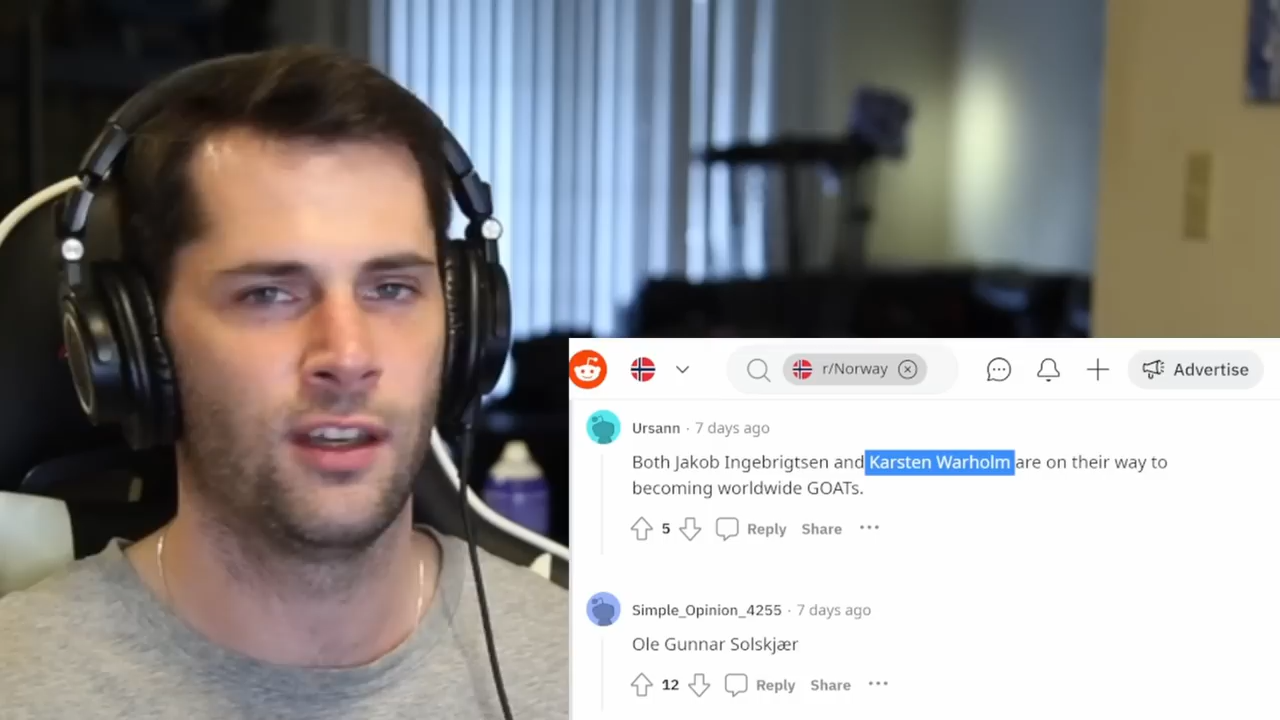 r/Norway
Advertise
Ursann · 7 days ago
Both Jakob Ingebrigtsen and Karsten Warholm are on their way to
becoming worldwide GOATs.
5 Reply Share ...
Simple_Opinion_4255 · 7 days ago
Ole Gunnar Solskjær
12 Reply Share ...